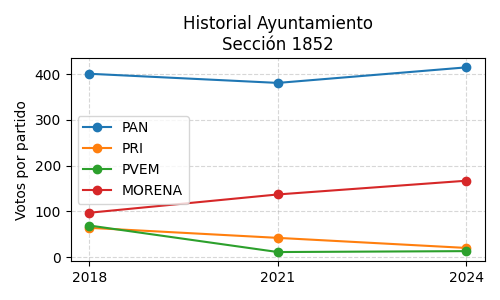 Historial Ayuntamiento
Sección 1852
Votos por partido
400
300
200
100
0
PAN
PRI
PVEM
MORENA
2018
2021
2024